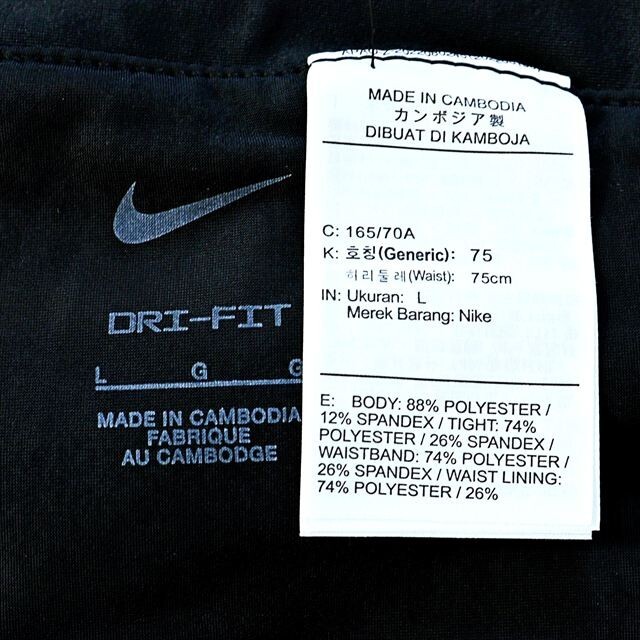 MADE IN CAMBODIA
カンボジア製
DIBUAT DI KAMBOJA
C: 165/70A
K: 호칭(Generic): 75
허리둘레(Waist): 75cm
IN: Ukuran: L
Merek Barang: Nike
E: BODY: 88% POLYESTER /
12% SPANDEX / TIGHT: 74%
POLYESTER / 26% SPANDEX /
WAISTBAND: 74% POLYESTER /
26% SPANDEX / WAIST LINING:
74% POLYESTER / 26%
DRI-FIT
L G G
MADE IN CAMBODIA
FABRIQUE
AU CAMBODGE